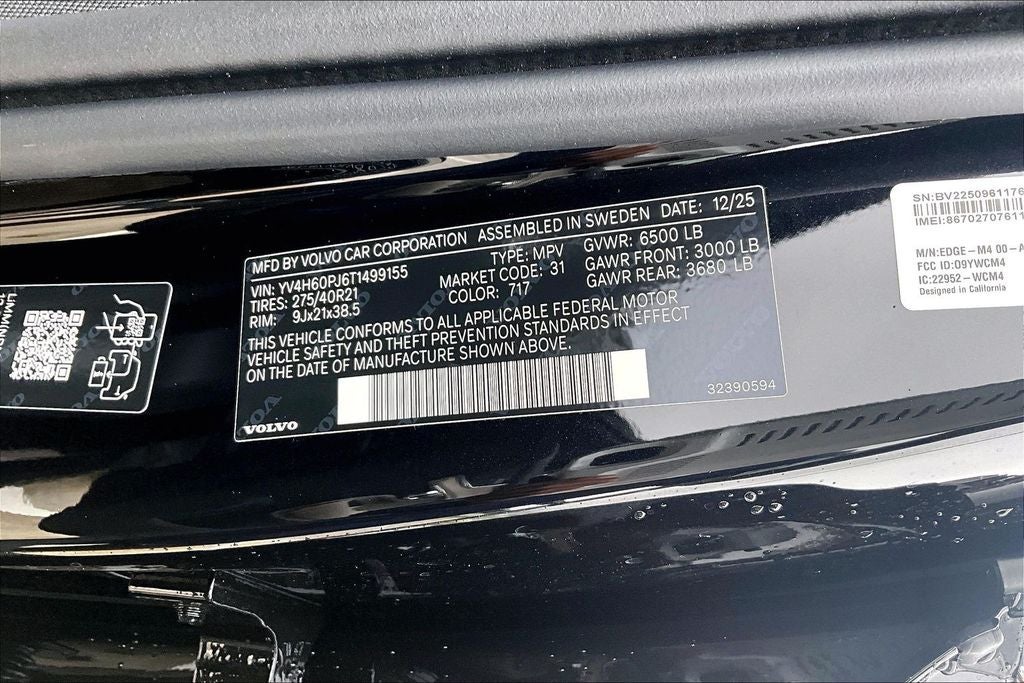 MFD BY VOLVO CAR CORPORATION ASSEMBLED IN SWEDEN DATE: 12/25
VIN: YV4H60PJ6T1499155 TYPE: MPV GVWR: 6500 LB
TIRES: 275/40R21 MARKET CODE: 31 GAWR FRONT: 3000 LB
RIM: 9Jx21x38.5 COLOR: 717 GAWR REAR: 3680 LB
THIS VEHICLE CONFORMS TO ALL APPLICABLE FEDERAL MOTOR
VEHICLE SAFETY AND THEFT PREVENTION STANDARDS IN EFFECT
ON THE DATE OF MANUFACTURE SHOWN ABOVE.
32390594
VOLVO
SN:BV2250961176
IMEI:86702707611
M/N:EDGE-M4 00-A
FCC ID:O9YWCM4
IC:22952-WCM4
Designed in California